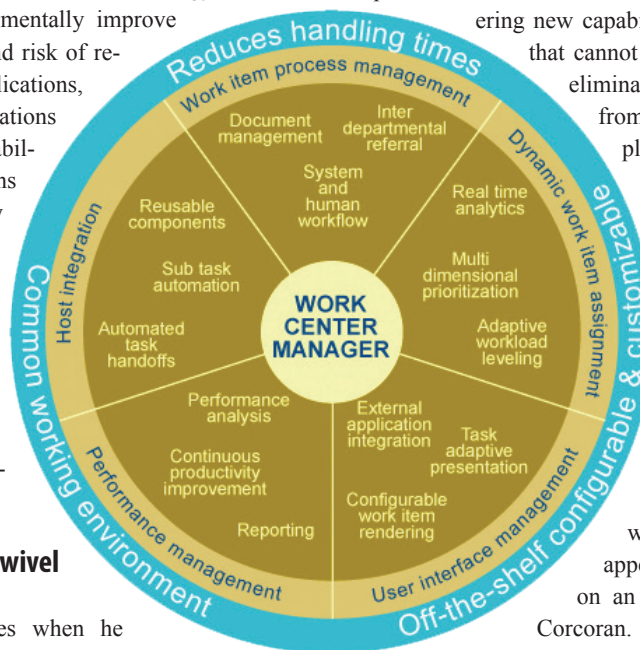 mentally improve
nd risk of re-
lications,
ations
abil-
ns
-
wivel
es when he
ering new capabi
that cannot
elimina
from
pl
w
appe
on an
Corcoran.
Reduces handling times
Off-the-shelf configurable & customizable
Common working environment
Work item process management
Dynamic work item assignment
User interface management
Performance management
Host integration
Document
management
Inter
departmental
referral
System
and
human
workflow
Real time
analytics
Multi
dimensional
prioritization
Adaptive
workload
leveling
External
application
integration
Task
adaptive
presentation
Configurable
work item
rendering
Performance
analysis
Continuous
productivity
improvement
Reporting
Reusable
components
Sub task
automation
Automated
task
handoffs
WORK
CENTER
MANAGER